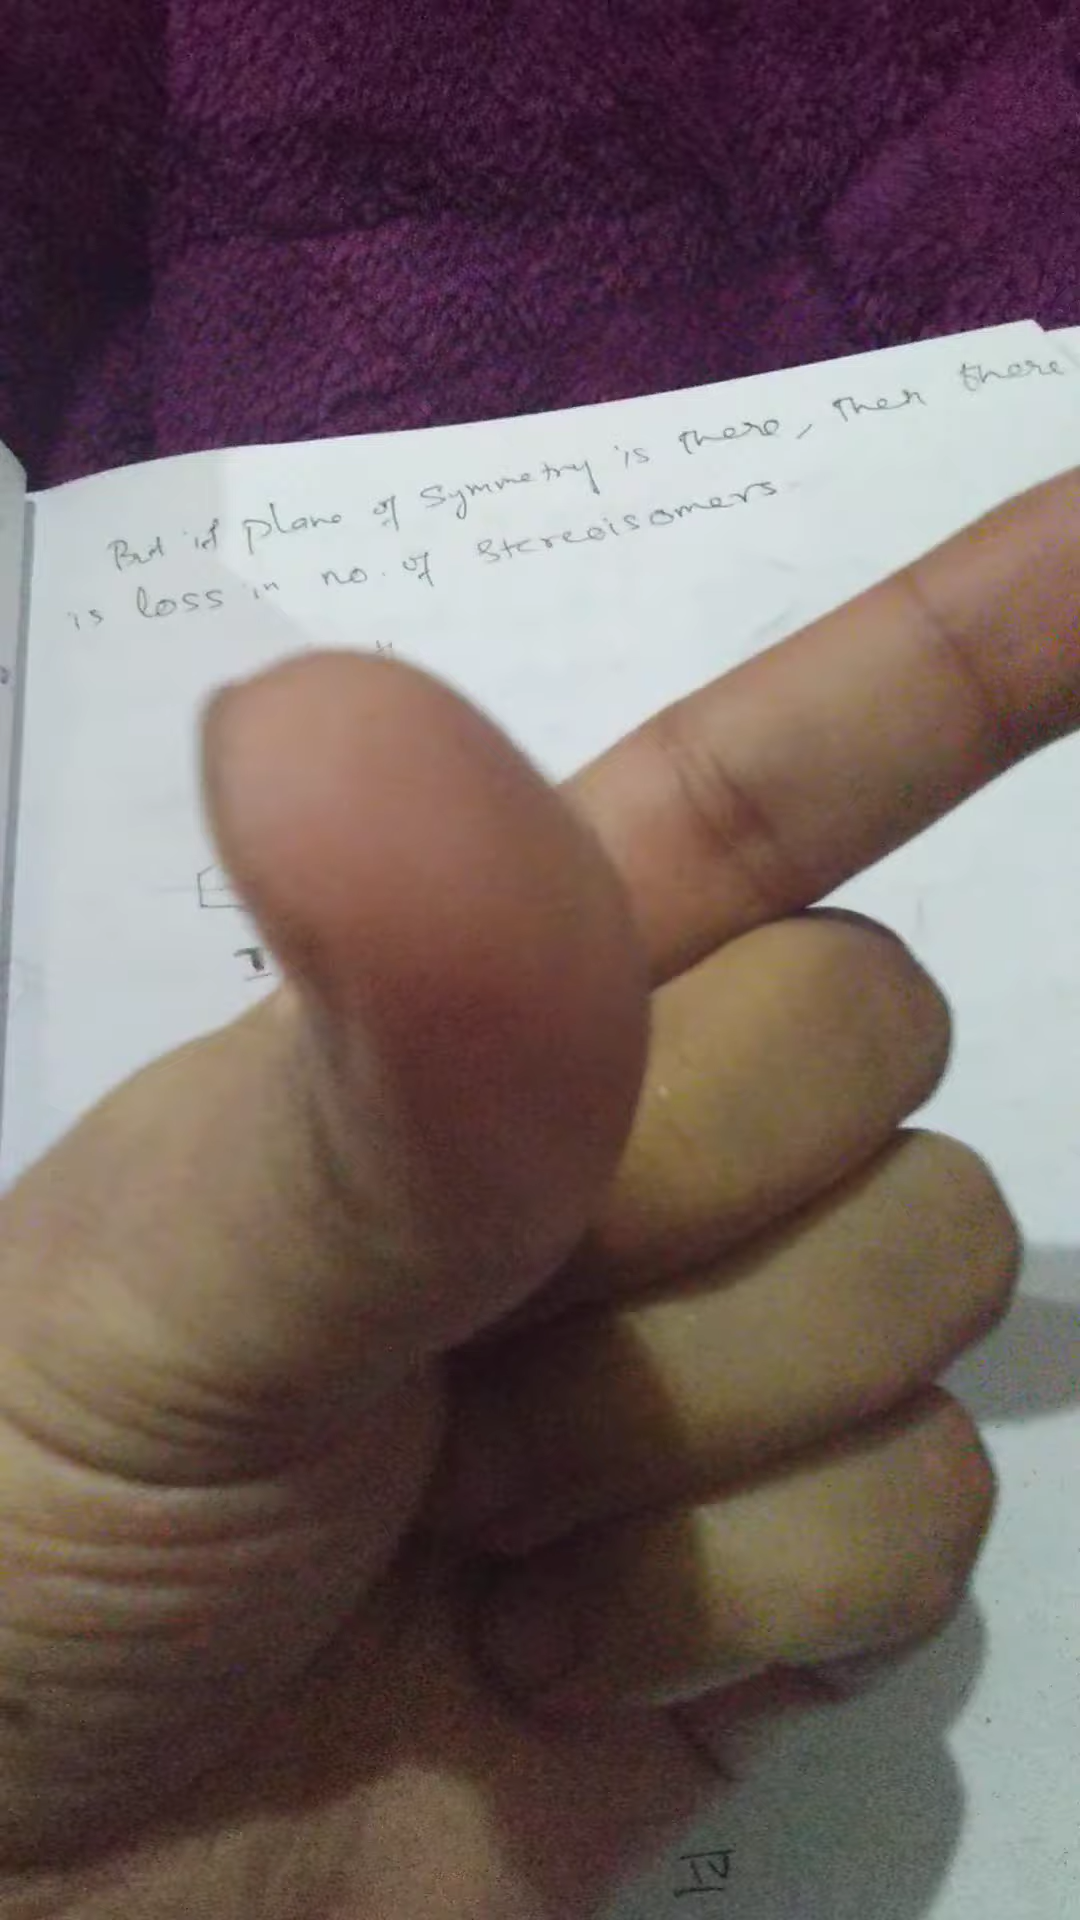 But if plane of Symmetry is there, then there
is loss in no. of Stereoisomers
I
IV